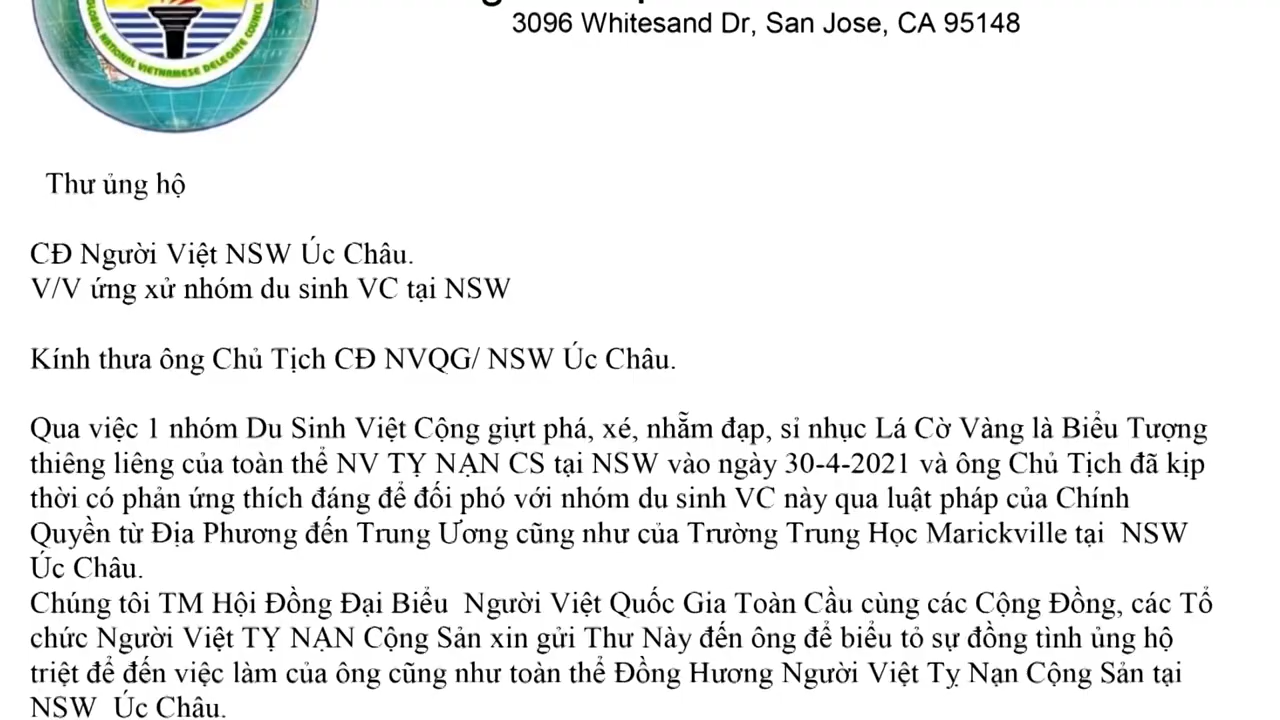 3096 Whitesand Dr, San Jose, CA 95148
GLOBAL NATIONAL VIETNAMESE DELEGATE COUNCIL
Thư ủng hộ
CĐ Người Việt NSW Úc Châu.
V/V ứng xử nhóm du sinh VC tại NSW
Kính thưa ông Chủ Tịch CĐ NVQG/ NSW Úc Châu.
Qua việc 1 nhóm Du Sinh Việt Cộng giựt phá, xé, nhẵm đạp, sỉ nhục Lá Cờ Vàng là Biểu Tượng
thiêng liêng của toàn thể NV TỴ NẠN CS tại NSW vào ngày 30-4-2021 và ông Chủ Tịch đã kịp
thời có phản ứng thích đáng để đối phó với nhóm du sinh VC này qua luật pháp của Chính
Quyền từ Địa Phương đến Trung Ương cũng như của Trường Trung Học Marickville tại  NSW
Úc Châu.
Chúng tôi TM Hội Đồng Đại Biểu  Người Việt Quốc Gia Toàn Cầu cùng các Cộng Đồng, các Tổ
chức Người Việt TỴ NẠN Cộng Sản xin gửi Thư Này đến ông để biểu tỏ sự đồng tình ủng hộ
triệt để đến việc làm của ông cũng như toàn thể Đồng Hương Người Việt Tỵ Nạn Cộng Sản tại
NSW  Úc Châu.